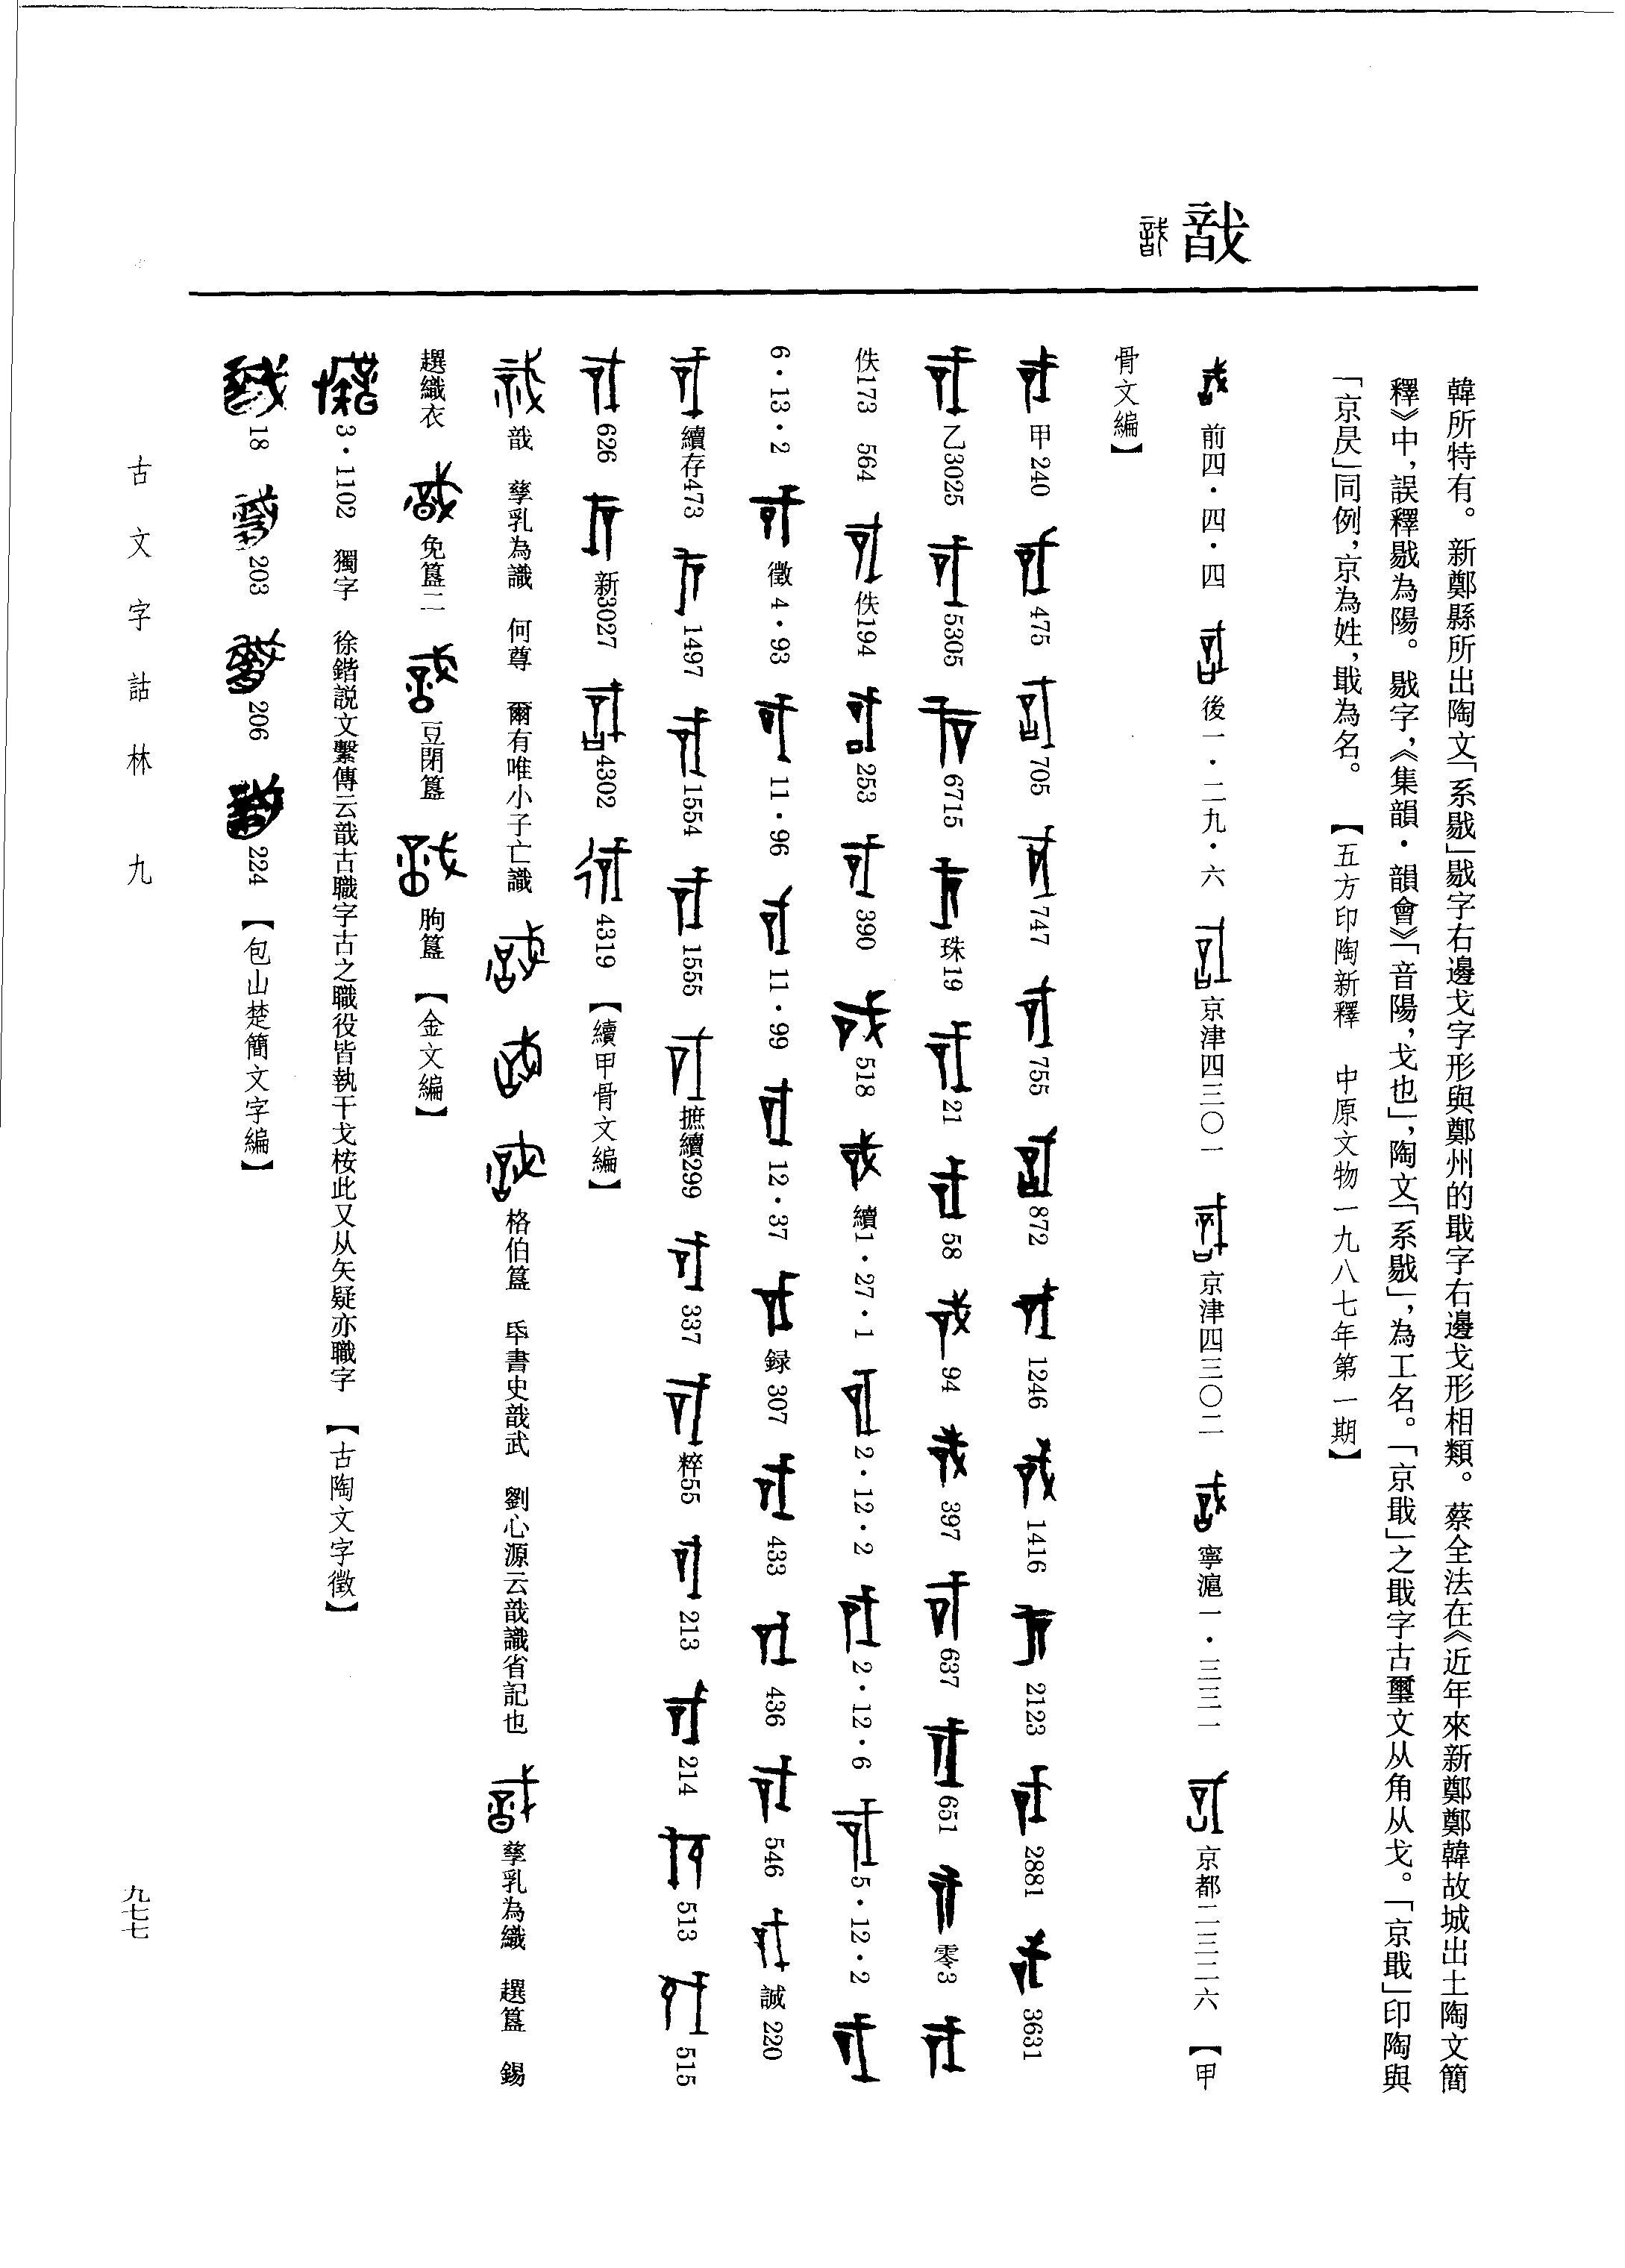 戠
韓所特有。新鄭縣所出陶文「系敡」敡字右邊戈字形與鄭州的戢字右邊戈形相類。蔡全法在《近年來新鄭鄭韓故城出土陶文簡
釋》中,誤釋敡為陽。敡字,《集韻·韻會》「音陽,戈也」,陶文「系敡」,為工名。「京戢」之戢字古璽文从角从戈。「京戢」印陶與
「京昃」同例,京為姓,戢為名。 【五方印陶新釋 中原文物一九八七年第一期】
前四·四·四 後一·二九·六 京津四三〇一 京津四三〇二 寧滬一·三三一 京都二三二六 【甲
骨文編】
甲240 475 705 747 755 872 1246 1416 2123 2881 3631
乙3025 5305 6715 珠19 21 58 94 397 637 651 零3
佚173 564 佚194 253 390 518 續1·27·1 2·12·2 2·12·6 5·12·2
6·13·2 徵4·93 11·96 11·99 12·37 録307 433 436 546 誠220
續存473 1497 1554 1555 摭續299 337 粹55 213 214 513 515
626 新3027 4302 4319 【續甲骨文編】
戠 孳乳為識 何尊 爾有唯小子亡識 格伯簋 氒書史戠武 劉心源云戠識省記也 孳乳為織 趩簋 錫
趩織衣 免簋二 豆閉簋 䏧簋 【金文編】
3·1102 獨字 徐鍇説文繫傳云戠古職字古之職役皆執干戈桉此又从矢疑亦職字 【古陶文字徵】
18 203 206 224 【包山楚簡文字編】
古文字詁林 九
九七七